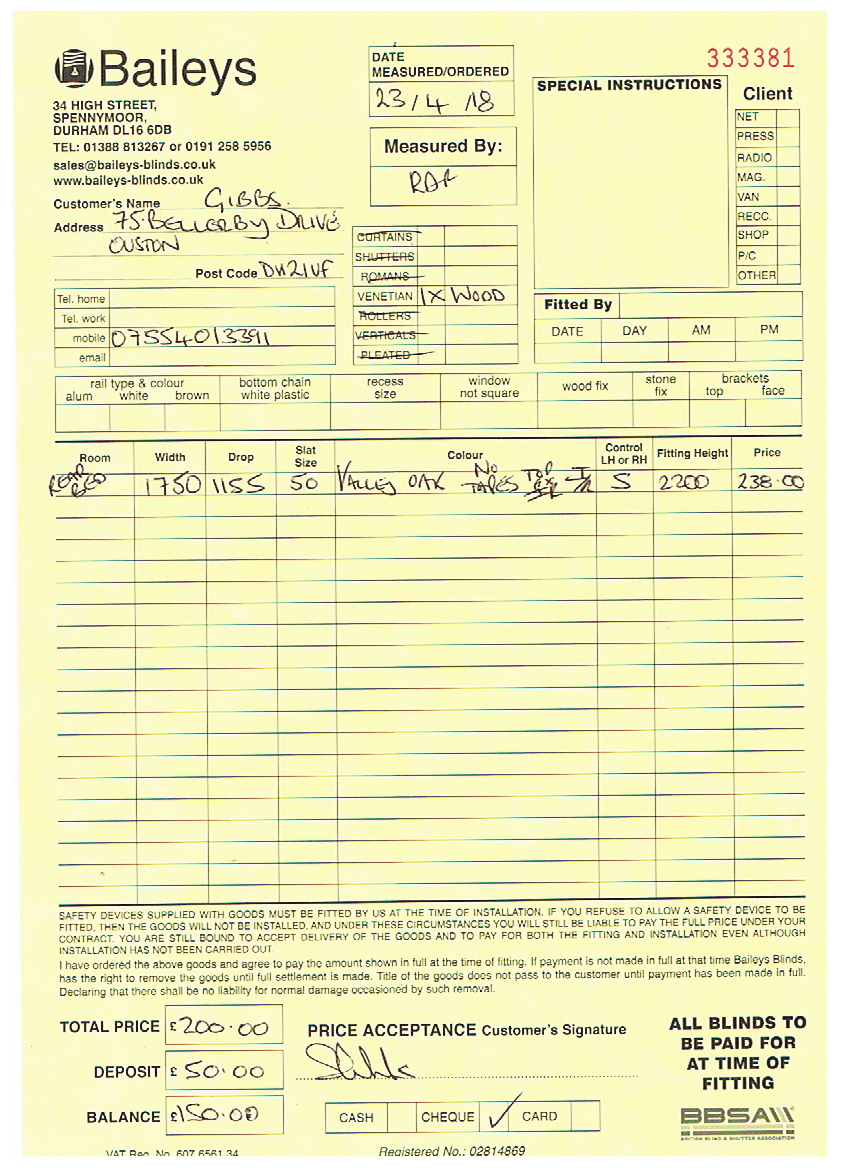 Baileys
34 HIGH STREET,
SPENNYMOOR,
DURHAM DL16 6DB
TEL: 01388 813267 or 0191 258 5956
sales@baileys-blinds.co.uk
www.baileys-blinds.co.uk
DATE
MEASURED/ORDERED
23/4/18
Measured By:
333381
SPECIAL INSTRUCTIONS
Client
NET
PRESS
RADIO
MAG.
VAN
RECC.
SHOP
P/C
OTHER
Customer's Name GIBBS.
Address 75 BELLERBY DRIVE
OUSTON
Post Code DH2 1UF
Tel. home
Tel. work
mobile 07554013391
email
CURTAINS
SHUTTERS
ROMANS
VENETIAN 1X WOOD
ROLLERS
VERTICALS
PLEATED
Fitted By
DATE DAY AM PM
rail type & colour
alum white brown
bottom chain
white plastic
recess
size
window
not square
wood fix
stone
fix
brackets
top face
Room Width Drop Slat Size Colour Control LH or RH Fitting Height Price
REAR BED 1750 1155 50 VALLEY OAK NO TAPES TOP S 2200 238.00
SAFETY DEVICES SUPPLIED WITH GOODS MUST BE FITTED BY US AT THE TIME OF INSTALLATION. IF YOU REFUSE TO ALLOW A SAFETY DEVICE TO BE
FITTED, THEN THE GOODS WILL NOT BE INSTALLED, AND UNDER THESE CIRCUMSTANCES YOU WILL STILL BE LIABLE TO PAY THE FULL PRICE UNDER YOUR
CONTRACT. YOU ARE STILL BOUND TO ACCEPT DELIVERY OF THE GOODS AND TO PAY FOR BOTH THE FITTING AND INSTALLATION EVEN ALTHOUGH
INSTALLATION HAS NOT BEEN CARRIED OUT.
I have ordered the above goods and agree to pay the amount shown in full at the time of fitting. If payment is not made in full at that time Baileys Blinds,
has the right to remove the goods until full settlement is made. Title of the goods does not pass to the customer until payment has been made in full.
Declaring that there shall be no liability for normal damage occasioned by such removal.
TOTAL PRICE £200.00
DEPOSIT £50.00
BALANCE £150.00
PRICE ACCEPTANCE Customer's Signature
CASH CHEQUE ✓ CARD
ALL BLINDS TO
BE PAID FOR
AT TIME OF
FITTING
BBSA
BRITISH BLIND & SHUTTER ASSOCIATION
VAT Reg. No. 607 6561 34
Registered No.: 02814869